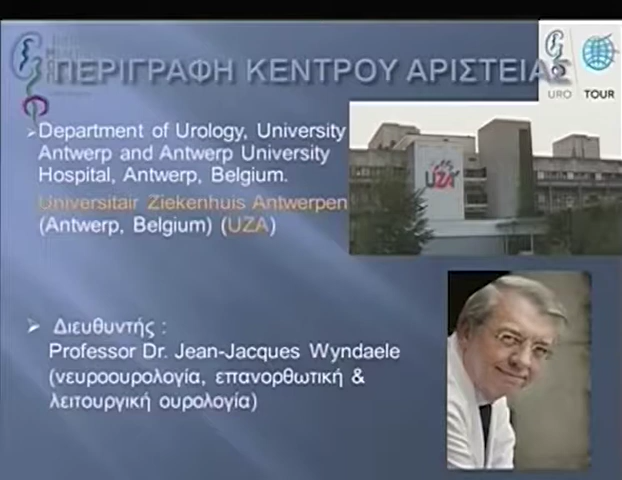 ΠΕΡΙΓΡΑΦΗ ΚΕΝΤΡΟΥ ΑΡΙΣΤΕΙΑΣ
URO TOUR
Department of Urology, University
Antwerp and Antwerp University
Hospital, Antwerp, Belgium.
Universitair Ziekenhuis Antwerpen
(Antwerp, Belgium) (UZA)
UZA
Διευθυντής :
Professor Dr. Jean-Jacques Wyndaele
(νευροουρολογία, επανορθωτική &
λειτουργική ουρολογία)